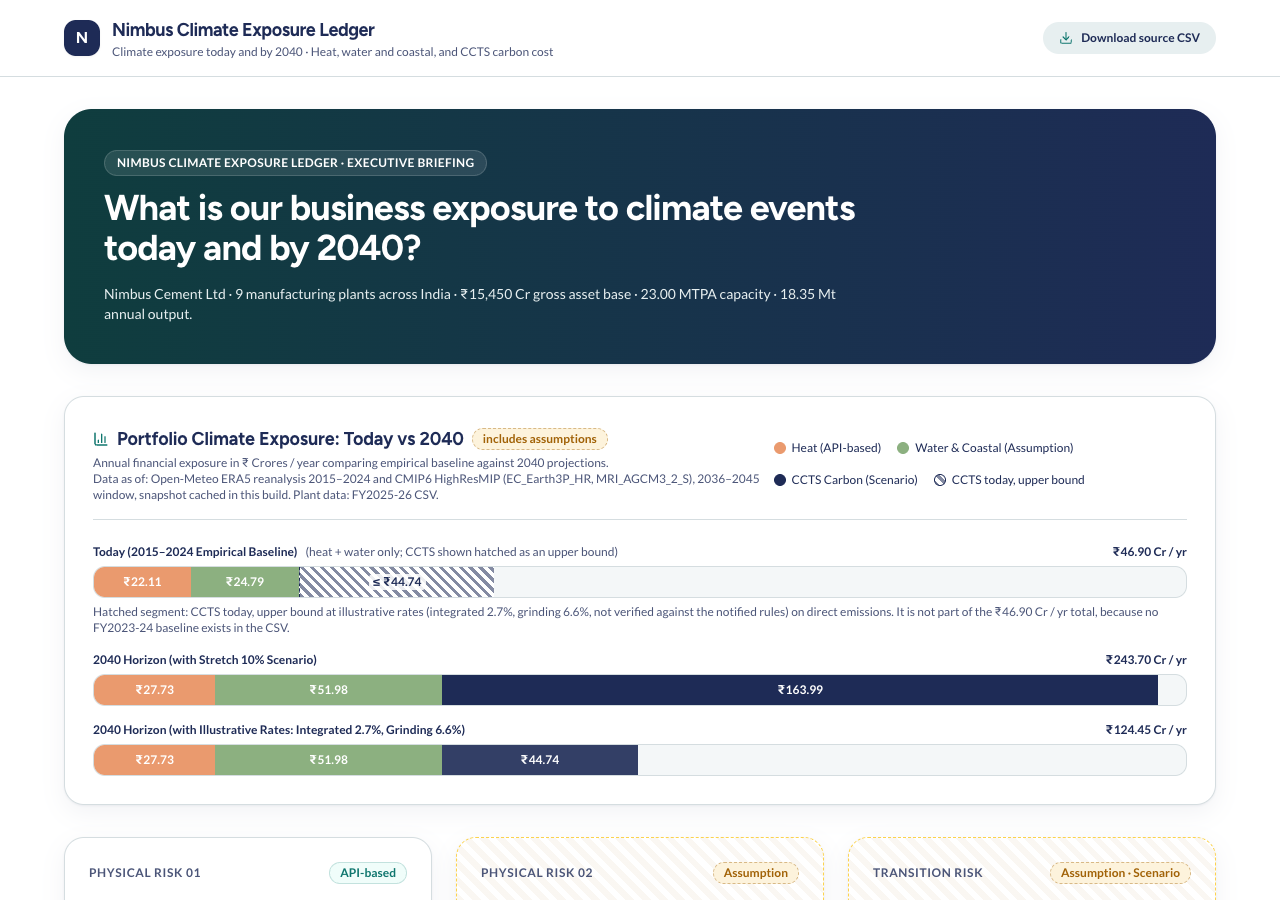 N
Nimbus Climate Exposure Ledger
Climate exposure today and by 2040 · Heat, water and coastal, and CCTS carbon cost
Download source CSV
NIMBUS CLIMATE EXPOSURE LEDGER · EXECUTIVE BRIEFING
What is our business exposure to climate events
today and by 2040?
Nimbus Cement Ltd · 9 manufacturing plants across India · ₹15,450 Cr gross asset base · 23.00 MTPA capacity · 18.35 Mt
annual output.
Portfolio Climate Exposure: Today vs 2040
includes assumptions
Annual financial exposure in ₹ Crores / year comparing empirical baseline against 2040 projections.
Data as of: Open-Meteo ERA5 reanalysis 2015–2024 and CMIP6 HighResMIP (EC_Earth3P_HR, MRI_AGCM3_2_S), 2036–2045
window, snapshot cached in this build. Plant data: FY2025-26 CSV.
Heat (API-based)
Water & Coastal (Assumption)
CCTS Carbon (Scenario)
CCTS today, upper bound
Today (2015–2024 Empirical Baseline) (heat + water only; CCTS shown hatched as an upper bound)
₹46.90 Cr / yr
₹22.11
₹24.79
≤ ₹44.74
Hatched segment: CCTS today, upper bound at illustrative rates (integrated 2.7%, grinding 6.6%, not verified against the notified rules) on direct emissions. It is not part of the ₹46.90 Cr / yr total, because no
FY2023-24 baseline exists in the CSV.
2040 Horizon (with Stretch 10% Scenario)
₹243.70 Cr / yr
₹27.73
₹51.98
₹163.99
2040 Horizon (with Illustrative Rates: Integrated 2.7%, Grinding 6.6%)
₹124.45 Cr / yr
₹27.73
₹51.98
₹44.74
PHYSICAL RISK 01
API-based
PHYSICAL RISK 02
Assumption
TRANSITION RISK
Assumption · Scenario